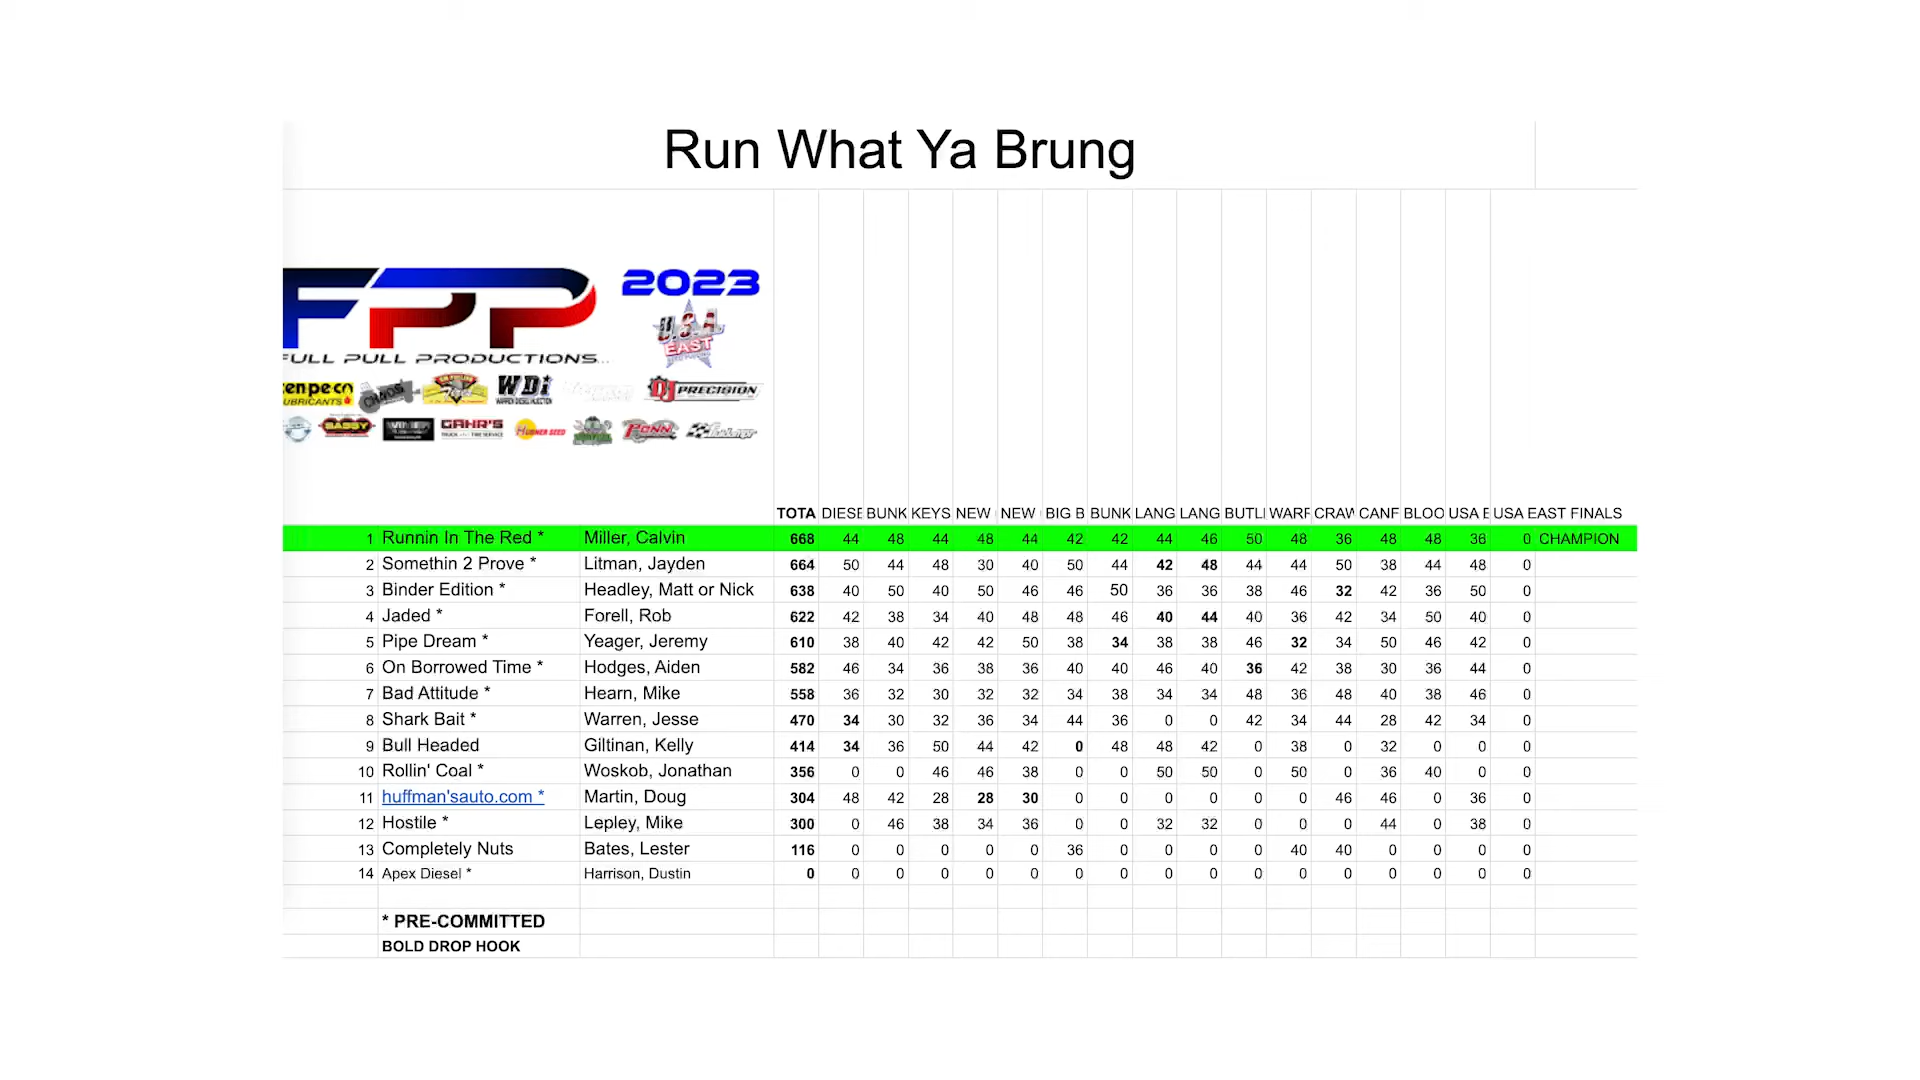 Run What Ya Brung
FPP 2023
U.S.A. EAST
FULL PULL PRODUCTIONS...
WDI PRECISION
LUBRICANTS
SASSY GAHR'S HUBNER SEED PENN
TOTA DIESE BUNK KEYS NEW NEW BIG B BUNK LANG LANG BUTLI WARR CRAW CANF BLOO USA E USA EAST FINALS
1 Runnin In The Red * Miller, Calvin 668 44 48 44 48 44 42 42 44 46 50 48 36 48 48 36 0 CHAMPION
2 Somethin 2 Prove * Litman, Jayden 664 50 44 48 30 40 50 44 42 48 44 44 50 38 44 48 0
3 Binder Edition * Headley, Matt or Nick 638 40 50 40 50 46 46 50 36 36 38 46 32 42 36 50 0
4 Jaded * Forell, Rob 622 42 38 34 40 48 48 46 40 44 40 36 42 34 50 40 0
5 Pipe Dream * Yeager, Jeremy 610 38 40 42 42 50 38 34 38 38 46 32 34 50 46 42 0
6 On Borrowed Time * Hodges, Aiden 582 46 34 36 38 36 40 40 46 40 36 42 38 30 36 44 0
7 Bad Attitude * Hearn, Mike 558 36 32 30 32 32 34 38 34 34 48 36 48 40 38 46 0
8 Shark Bait * Warren, Jesse 470 34 30 32 36 34 44 36 0 0 42 34 44 28 42 34 0
9 Bull Headed Giltinan, Kelly 414 34 36 50 44 42 0 48 48 42 0 38 0 32 0 0 0
10 Rollin' Coal * Woskob, Jonathan 356 0 0 46 46 38 0 0 50 50 0 50 0 36 40 0 0
11 huffman'sauto.com * Martin, Doug 304 48 42 28 28 30 0 0 0 0 0 0 46 46 0 36 0
12 Hostile * Lepley, Mike 300 0 46 38 34 36 0 0 32 32 0 0 0 44 0 38 0
13 Completely Nuts Bates, Lester 116 0 0 0 0 0 36 0 0 0 0 40 40 0 0 0 0
14 Apex Diesel * Harrison, Dustin 0 0 0 0 0 0 0 0 0 0 0 0 0 0 0 0 0
* PRE-COMMITTED
BOLD DROP HOOK